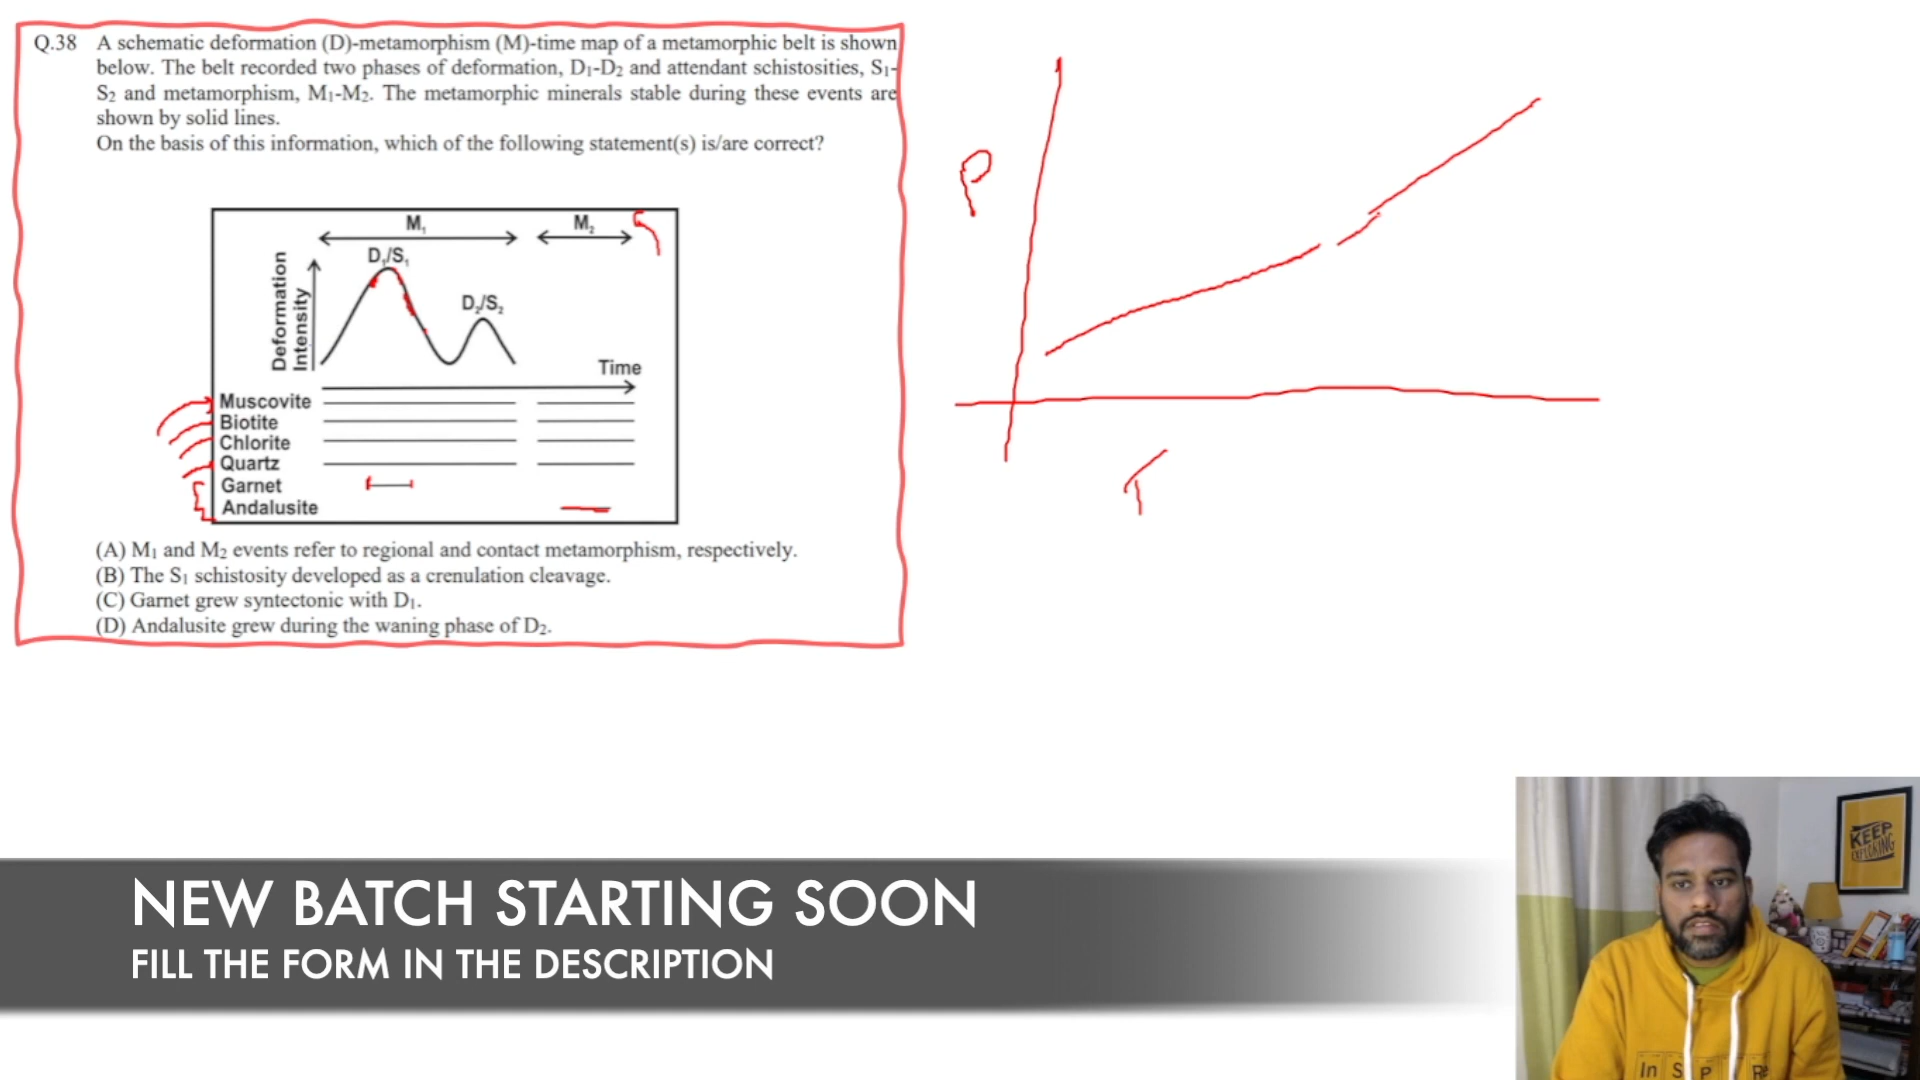 Q.38 A schematic deformation (D)-metamorphism (M)-time map of a metamorphic belt is shown
below. The belt recorded two phases of deformation, D₁-D₂ and attendant schistosities, S₁-
S₂ and metamorphism, M₁-M₂. The metamorphic minerals stable during these events are
shown by solid lines.
On the basis of this information, which of the following statement(s) is/are correct?
M₁
M₂
D₁/S₁
D₂/S₂
Deformation
Intensity
Time
Muscovite
Biotite
Chlorite
Quartz
Garnet
Andalusite
(A) M₁ and M₂ events refer to regional and contact metamorphism, respectively.
(B) The S₁ schistosity developed as a crenulation cleavage.
(C) Garnet grew syntectonic with D₁.
(D) Andalusite grew during the waning phase of D₂.
P
T
NEW BATCH STARTING SOON
FILL THE FORM IN THE DESCRIPTION
KEEP
EXPLORING
In S P Re